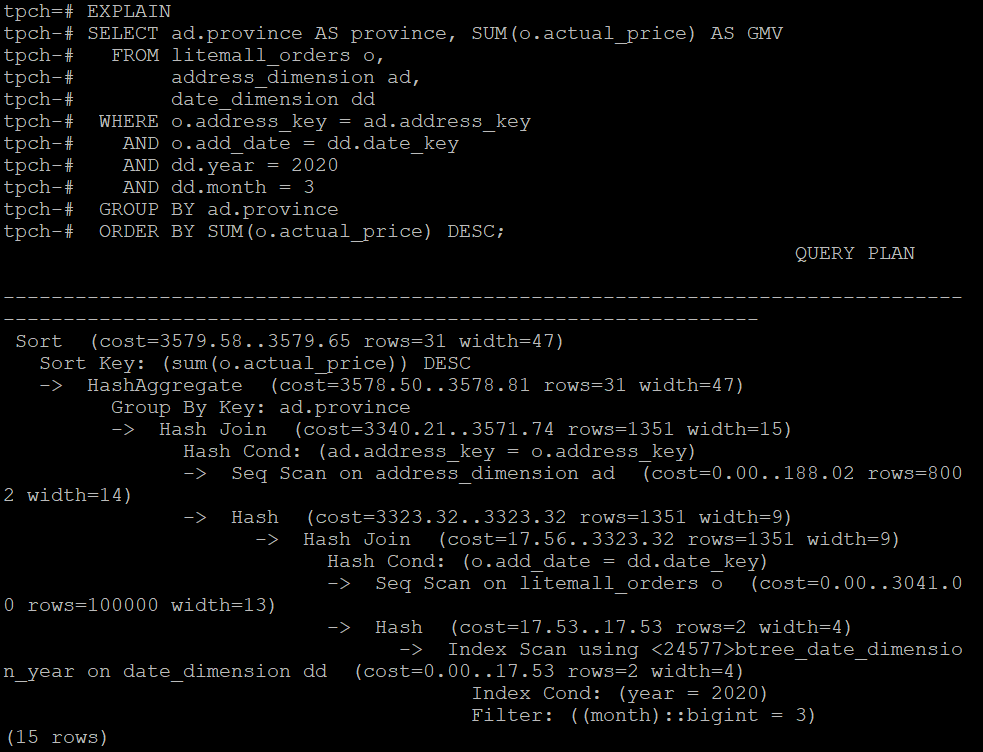 tpch=# EXPLAIN
tpch-# SELECT ad.province AS province, SUM(o.actual_price) AS GMV
tpch-#   FROM litemall_orders o,
tpch-#        address_dimension ad,
tpch-#        date_dimension dd
tpch-#  WHERE o.address_key = ad.address_key
tpch-#    AND o.add_date = dd.date_key
tpch-#    AND dd.year = 2020
tpch-#    AND dd.month = 3
tpch-#  GROUP BY ad.province
tpch-#  ORDER BY SUM(o.actual_price) DESC;
                                                                  QUERY PLAN
--------------------------------------------------------------------------------
---------------------------------------------------------------
 Sort  (cost=3579.58..3579.65 rows=31 width=47)
   Sort Key: (sum(o.actual_price)) DESC
   ->  HashAggregate  (cost=3578.50..3578.81 rows=31 width=47)
         Group By Key: ad.province
         ->  Hash Join  (cost=3340.21..3571.74 rows=1351 width=15)
               Hash Cond: (ad.address_key = o.address_key)
               ->  Seq Scan on address_dimension ad  (cost=0.00..188.02 rows=800
2 width=14)
               ->  Hash  (cost=3323.32..3323.32 rows=1351 width=9)
                     ->  Hash Join  (cost=17.56..3323.32 rows=1351 width=9)
                           Hash Cond: (o.add_date = dd.date_key)
                           ->  Seq Scan on litemall_orders o  (cost=0.00..3041.0
0 rows=100000 width=13)
                           ->  Hash  (cost=17.53..17.53 rows=2 width=4)
                                 ->  Index Scan using <24577>btree_date_dimensio
n_year on date_dimension dd  (cost=0.00..17.53 rows=2 width=4)
                                       Index Cond: (year = 2020)
                                       Filter: ((month)::bigint = 3)
(15 rows)